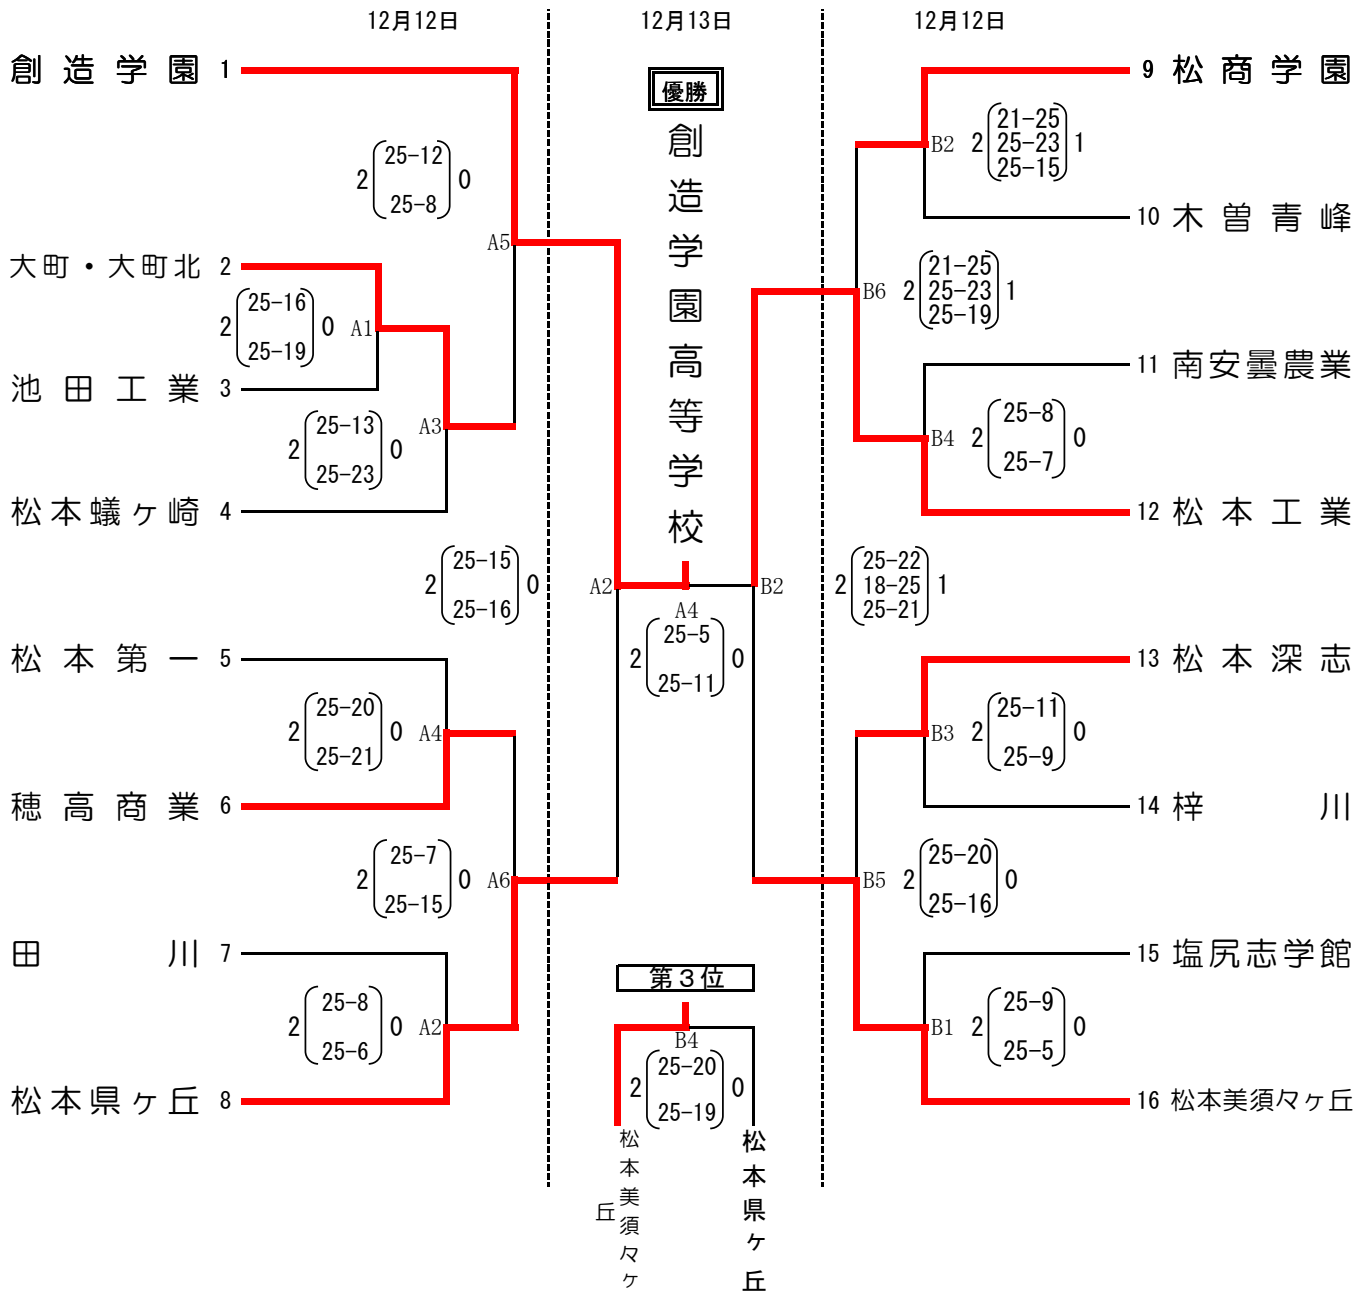 12月12日 12月13日 12月12日
優勝
創造学園高等学校
創造学園 1
25-12
2 0
25-8
A5
大町・大町北 2
25-16
2 0 A1
25-19
池田工業 3
25-13
2 0 A3
25-23
松本蟻ヶ崎 4
25-15
2 0 A2
25-16
松本第一 5
25-20
2 0 A4
25-21
穂高商業 6
25-7
2 0 A6
25-15
田川 7
25-8
2 0 A2
25-6
松本県ヶ丘 8
A4
25-5
2 0
25-11
第3位
B4
25-20
2 0
25-19
松本美須々ヶ丘
松本県ヶ丘
9 松商学園
21-25
B2 2 25-23 1
25-15
10 木曽青峰
21-25
B6 2 25-23 1
25-19
11 南安曇農業
25-8
B4 2 0
25-7
12 松本工業
25-22
B2 2 18-25 1
25-21
13 松本深志
25-11
B3 2 0
25-9
14 梓川
25-20
B5 2 0
25-16
15 塩尻志学館
25-9
B1 2 0
25-5
16 松本美須々ヶ丘